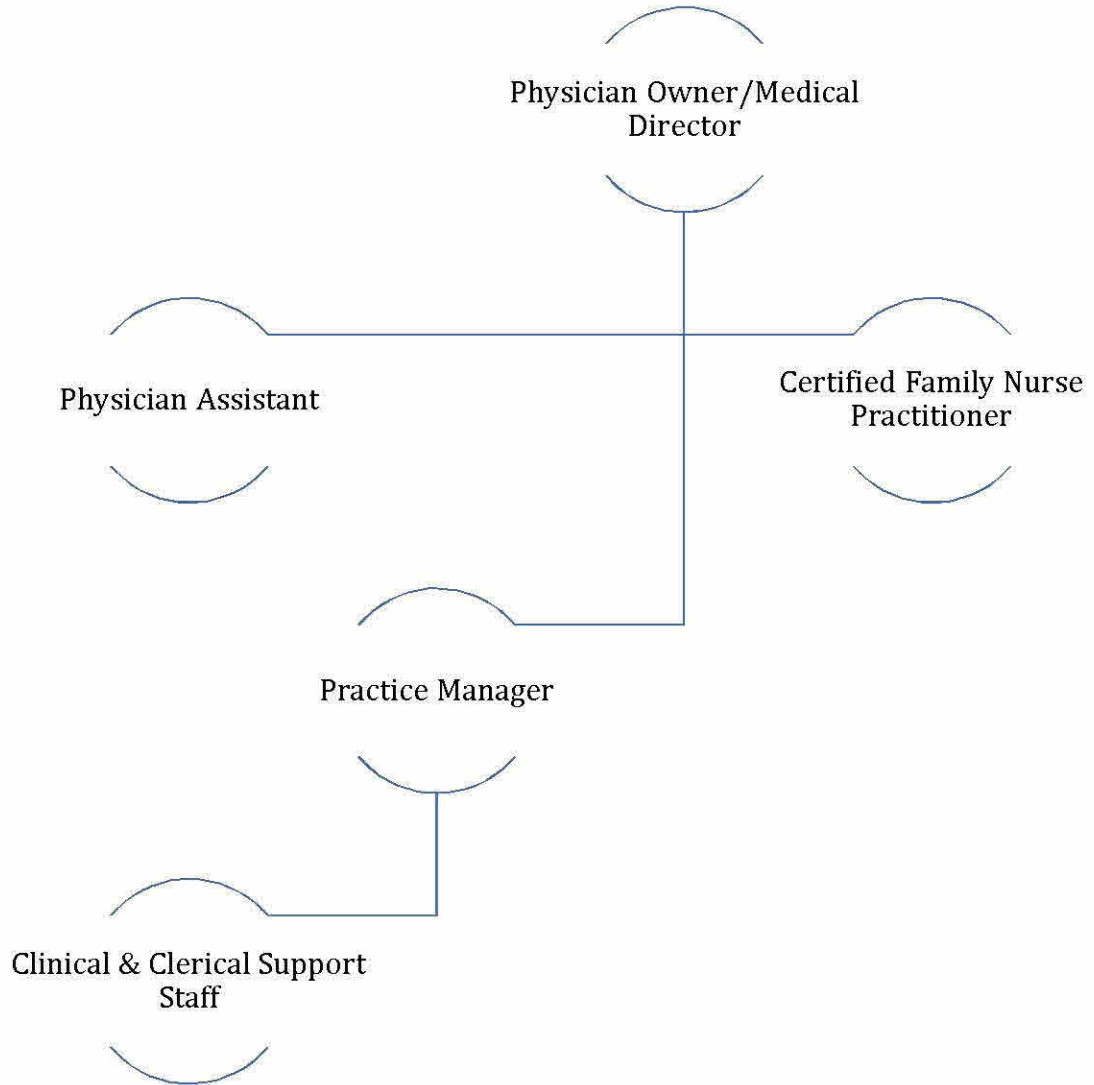 Physician Owner/Medical
Director
Physician Assistant
Certified Family Nurse
Practitioner
Practice Manager
Clinical & Clerical Support
Staff